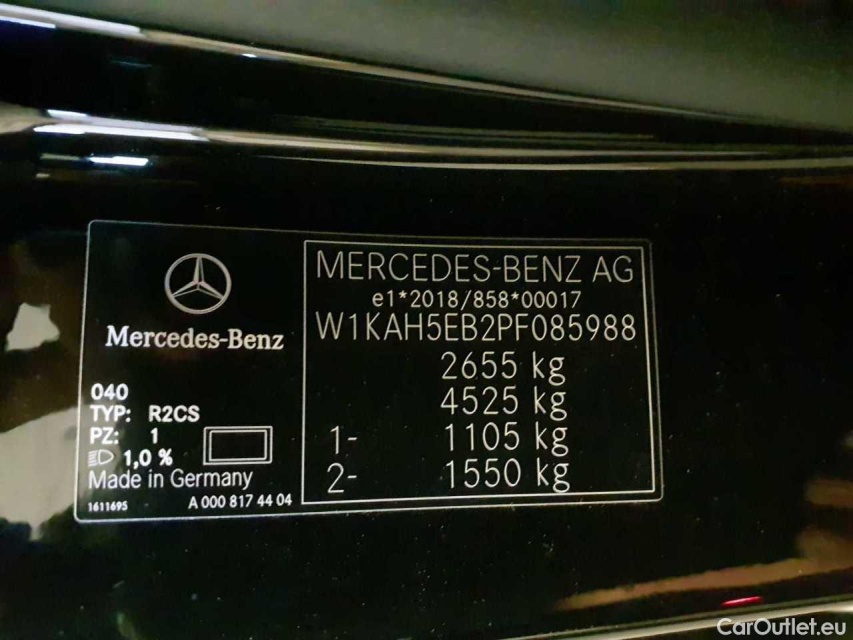 Mercedes-Benz
040
TYP: R2CS
PZ: 1
1,0 %
Made in Germany
1611695 A 000 817 44 04
MERCEDES-BENZ AG
e1*2018/858*00017
W1KAH5EB2PF085988
2655 kg
4525 kg
1- 1105 kg
2- 1550 kg
CarOutlet.eu